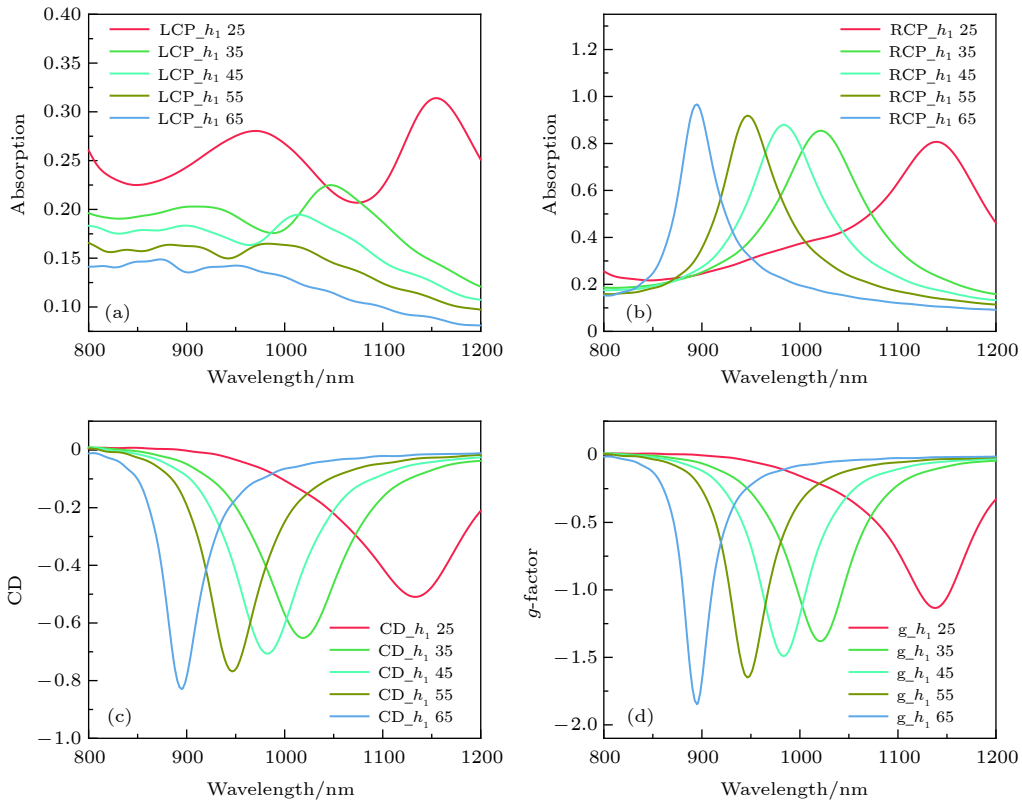 0.40
0.35
0.30
0.25
0.20
0.15
0.10
Absorption
LCP_h₁ 25
LCP_h₁ 35
LCP_h₁ 45
LCP_h₁ 55
LCP_h₁ 65
(a)
800 900 1000 1100 1200
Wavelength/nm
1.2
1.0
0.8
0.6
0.4
0.2
0
Absorption
RCP_h₁ 25
RCP_h₁ 35
RCP_h₁ 45
RCP_h₁ 55
RCP_h₁ 65
(b)
800 900 1000 1100 1200
Wavelength/nm
0
−0.2
−0.4
−0.6
−0.8
−1.0
CD
CD_h₁ 25
CD_h₁ 35
CD_h₁ 45
CD_h₁ 55
CD_h₁ 65
(c)
800 900 1000 1100 1200
Wavelength/nm
0
−0.5
−1.0
−1.5
−2.0
g-factor
g_h₁ 25
g_h₁ 35
g_h₁ 45
g_h₁ 55
g_h₁ 65
(d)
800 900 1000 1100 1200
Wavelength/nm